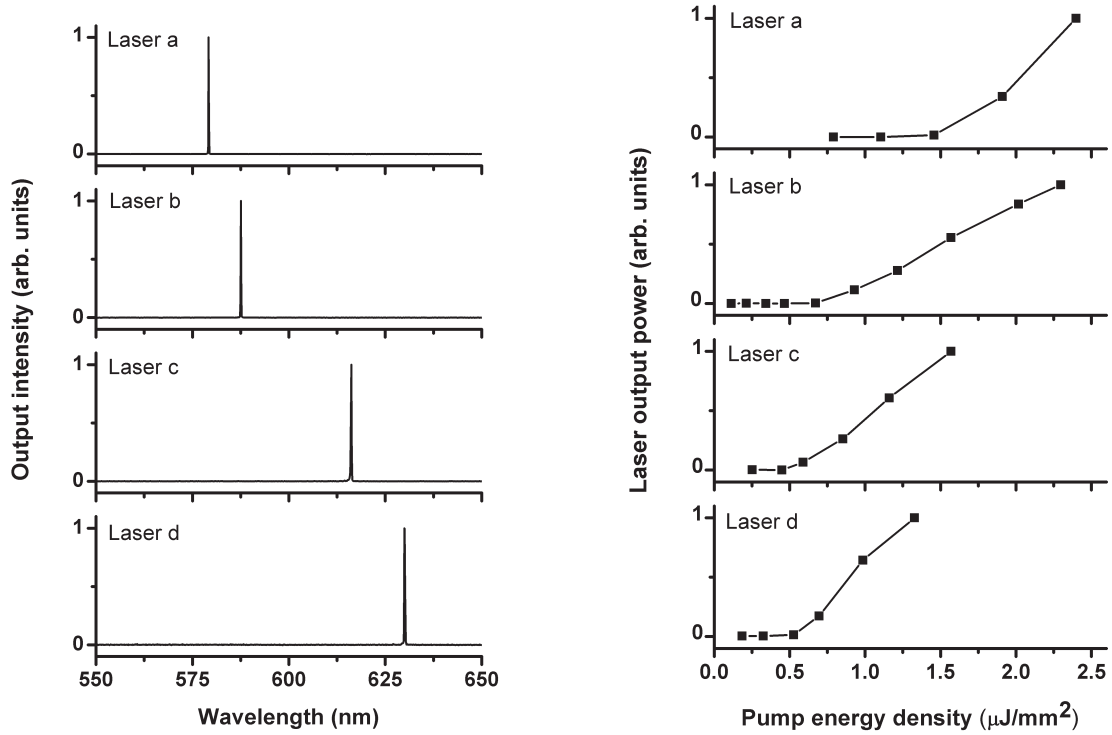 Output intensity (arb. units)
Laser a
1
0
Laser b
1
0
Laser c
1
0
Laser d
1
0
550 575 600 625 650
Wavelength (nm)
Laser output power (arb. units)
Laser a
1
0
Laser b
1
0
Laser c
1
0
Laser d
1
0
0.0 0.5 1.0 1.5 2.0 2.5
Pump energy density (μJ/mm²)